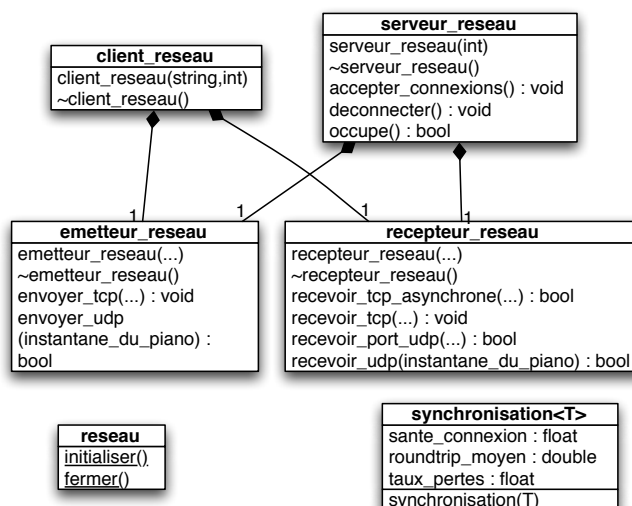 client_reseau
client_reseau(string,int)
~client_reseau()
serveur_reseau
serveur_reseau(int)
~serveur_reseau()
accepter_connexions() : void
deconnecter() : void
occupe() : bool
1
1
1
1
emetteur_reseau
emetteur_reseau(...)
~emetteur_reseau()
envoyer_tcp(...) : void
envoyer_udp
(instantane_du_piano) :
bool
recepteur_reseau
recepteur_reseau(...)
~recepteur_reseau()
recevoir_tcp_asynchrone(...) : bool
recevoir_tcp(...) : void
recevoir_port_udp(...) : bool
recevoir_udp(instantane_du_piano) : bool
reseau
initialiser()
fermer()
synchronisation<T>
sante_connexion : float
roundtrip_moyen : double
taux_pertes : float
synchronisation(T)